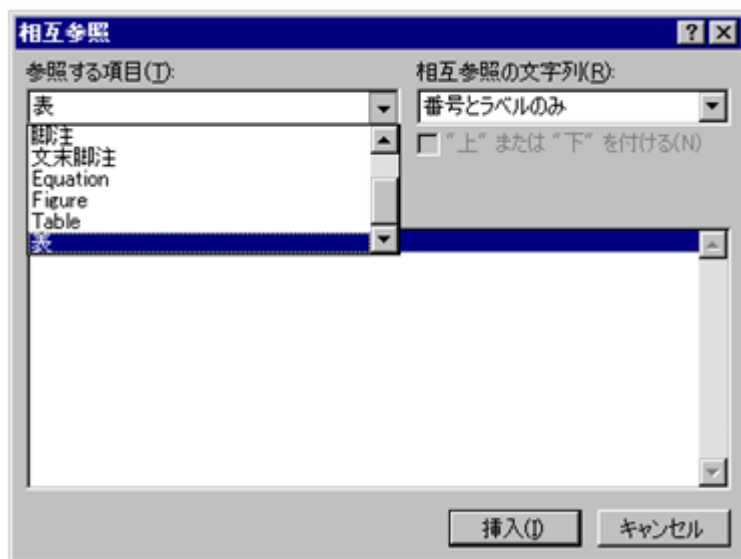 相互参照
参照する項目(T):
相互参照の文字列(R):
表
番号とラベルのみ
"上" または "下" を付ける(N)
脚注
文末脚注
Equation
Figure
Table
表
挿入(I)
キャンセル